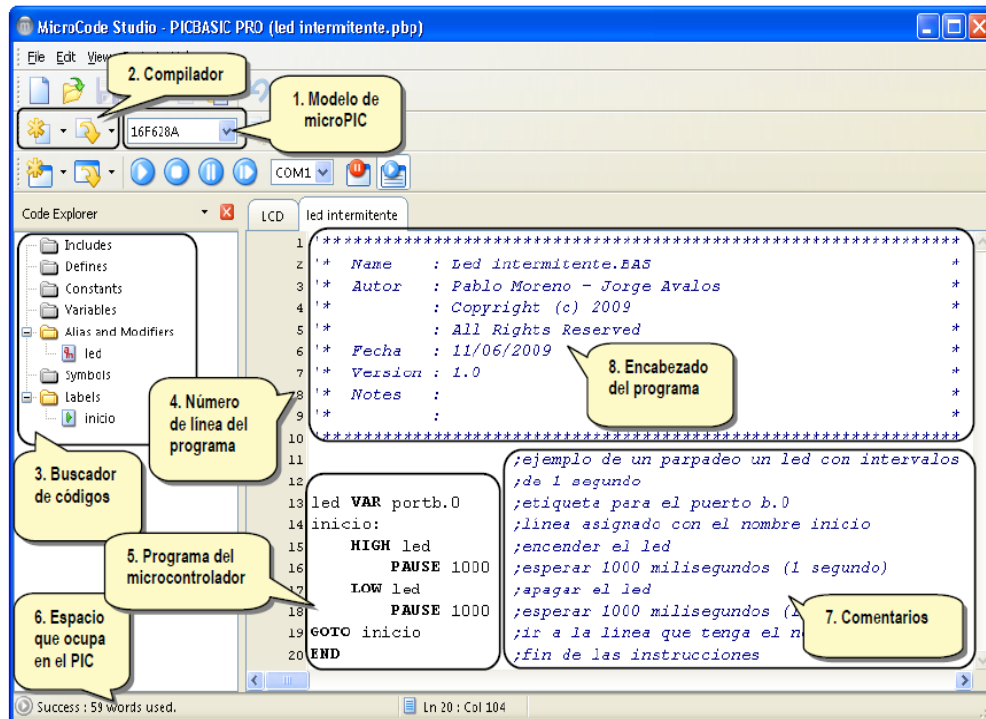 MicroCode Studio - PICBASIC PRO (led intermitente.pbp)
File Edit View
2. Compilador
1. Modelo de
microPIC
16F628A
COM1
Code Explorer
LCD
led intermitente
Includes
Defines
Constants
Variables
Alias and Modifiers
led
Symbols
Labels
inicio
3. Buscador
de códigos
4. Número
de línea del
programa
5. Programa del
microcontrolador
6. Espacio
que ocupa
en el PIC
8. Encabezado
del programa
7. Comentarios
1 '****************************************************************
2 '*  Name    : Led intermitente.BAS                              *
3 '*  Autor   : Pablo Moreno - Jorge Avalos                       *
4 '*          : Copyright (c) 2009                                *
5 '*          : All Rights Reserved                               *
6 '*  Fecha   : 11/06/2009                                        *
7 '*  Version : 1.0                                               *
8 '*  Notes   :                                                   *
9 '*          :                                                   *
10 '****************************************************************
11 ;ejemplo de un parpadeo un led con intervalos
12 ;de 1 segundo
13 led VAR portb.0 ;etiqueta para el puerto b.0
14 inicio: ;línea asignado con el nombre inicio
15 HIGH led ;encender el led
16 PAUSE 1000 ;esperar 1000 milisegundos (1 segundo)
17 LOW led ;apagar el led
18 PAUSE 1000 ;esperar 1000 milisegundos
19 GOTO inicio ;ir a la línea que tenga el
20 END ;fin de las instrucciones
Success : 59 words used.
Ln 20 : Col 104